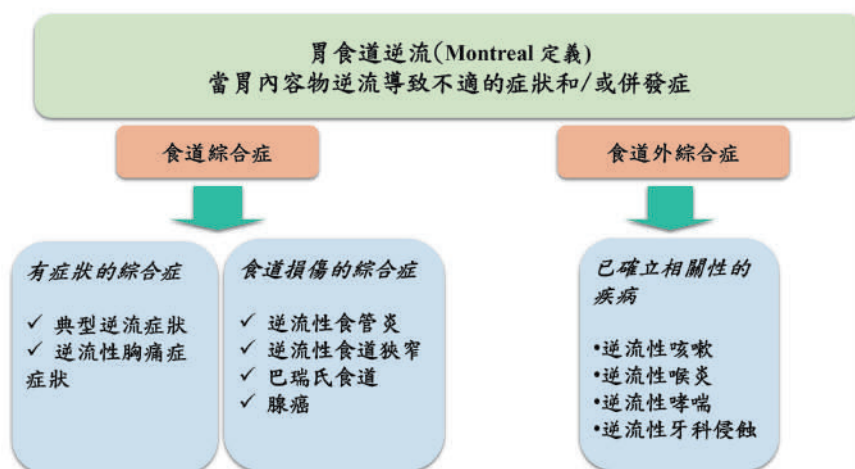 胃食道逆流(Montreal 定義)
當胃內容物逆流導致不適的症狀和/或併發症
食道綜合症
食道外綜合症
有症狀的綜合症
✓ 典型逆流症狀
✓ 逆流性胸痛症
症狀
食道損傷的綜合症
✓ 逆流性食管炎
✓ 逆流性食道狹窄
✓ 巴瑞氏食道
✓ 腺癌
已確立相關性的
疾病
•逆流性咳嗽
•逆流性喉炎
•逆流性哮喘
•逆流性牙科侵蝕